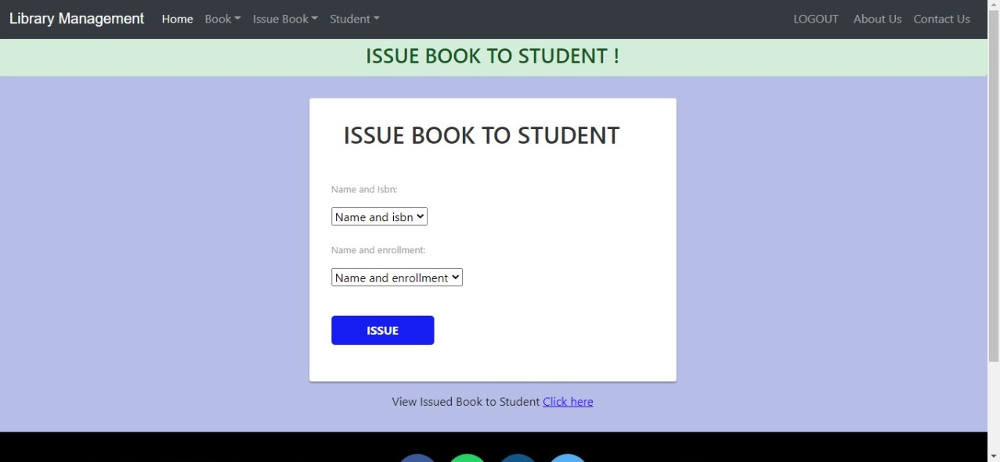 Library Management Home Book Issue Book Student LOGOUT About Us Contact Us
ISSUE BOOK TO STUDENT !
ISSUE BOOK TO STUDENT
Name and Isbn:
Name and isbn
Name and enrollment:
Name and enrollment
ISSUE
View Issued Book to Student Click here